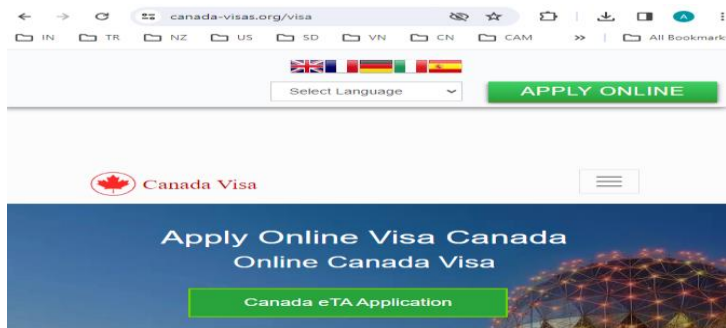 canada-visas.org/visa
IN TR NZ US SD VN CN CAM » All Bookmark
Select Language
APPLY ONLINE
Canada Visa
Apply Online Visa Canada
Online Canada Visa
Canada eTA Application